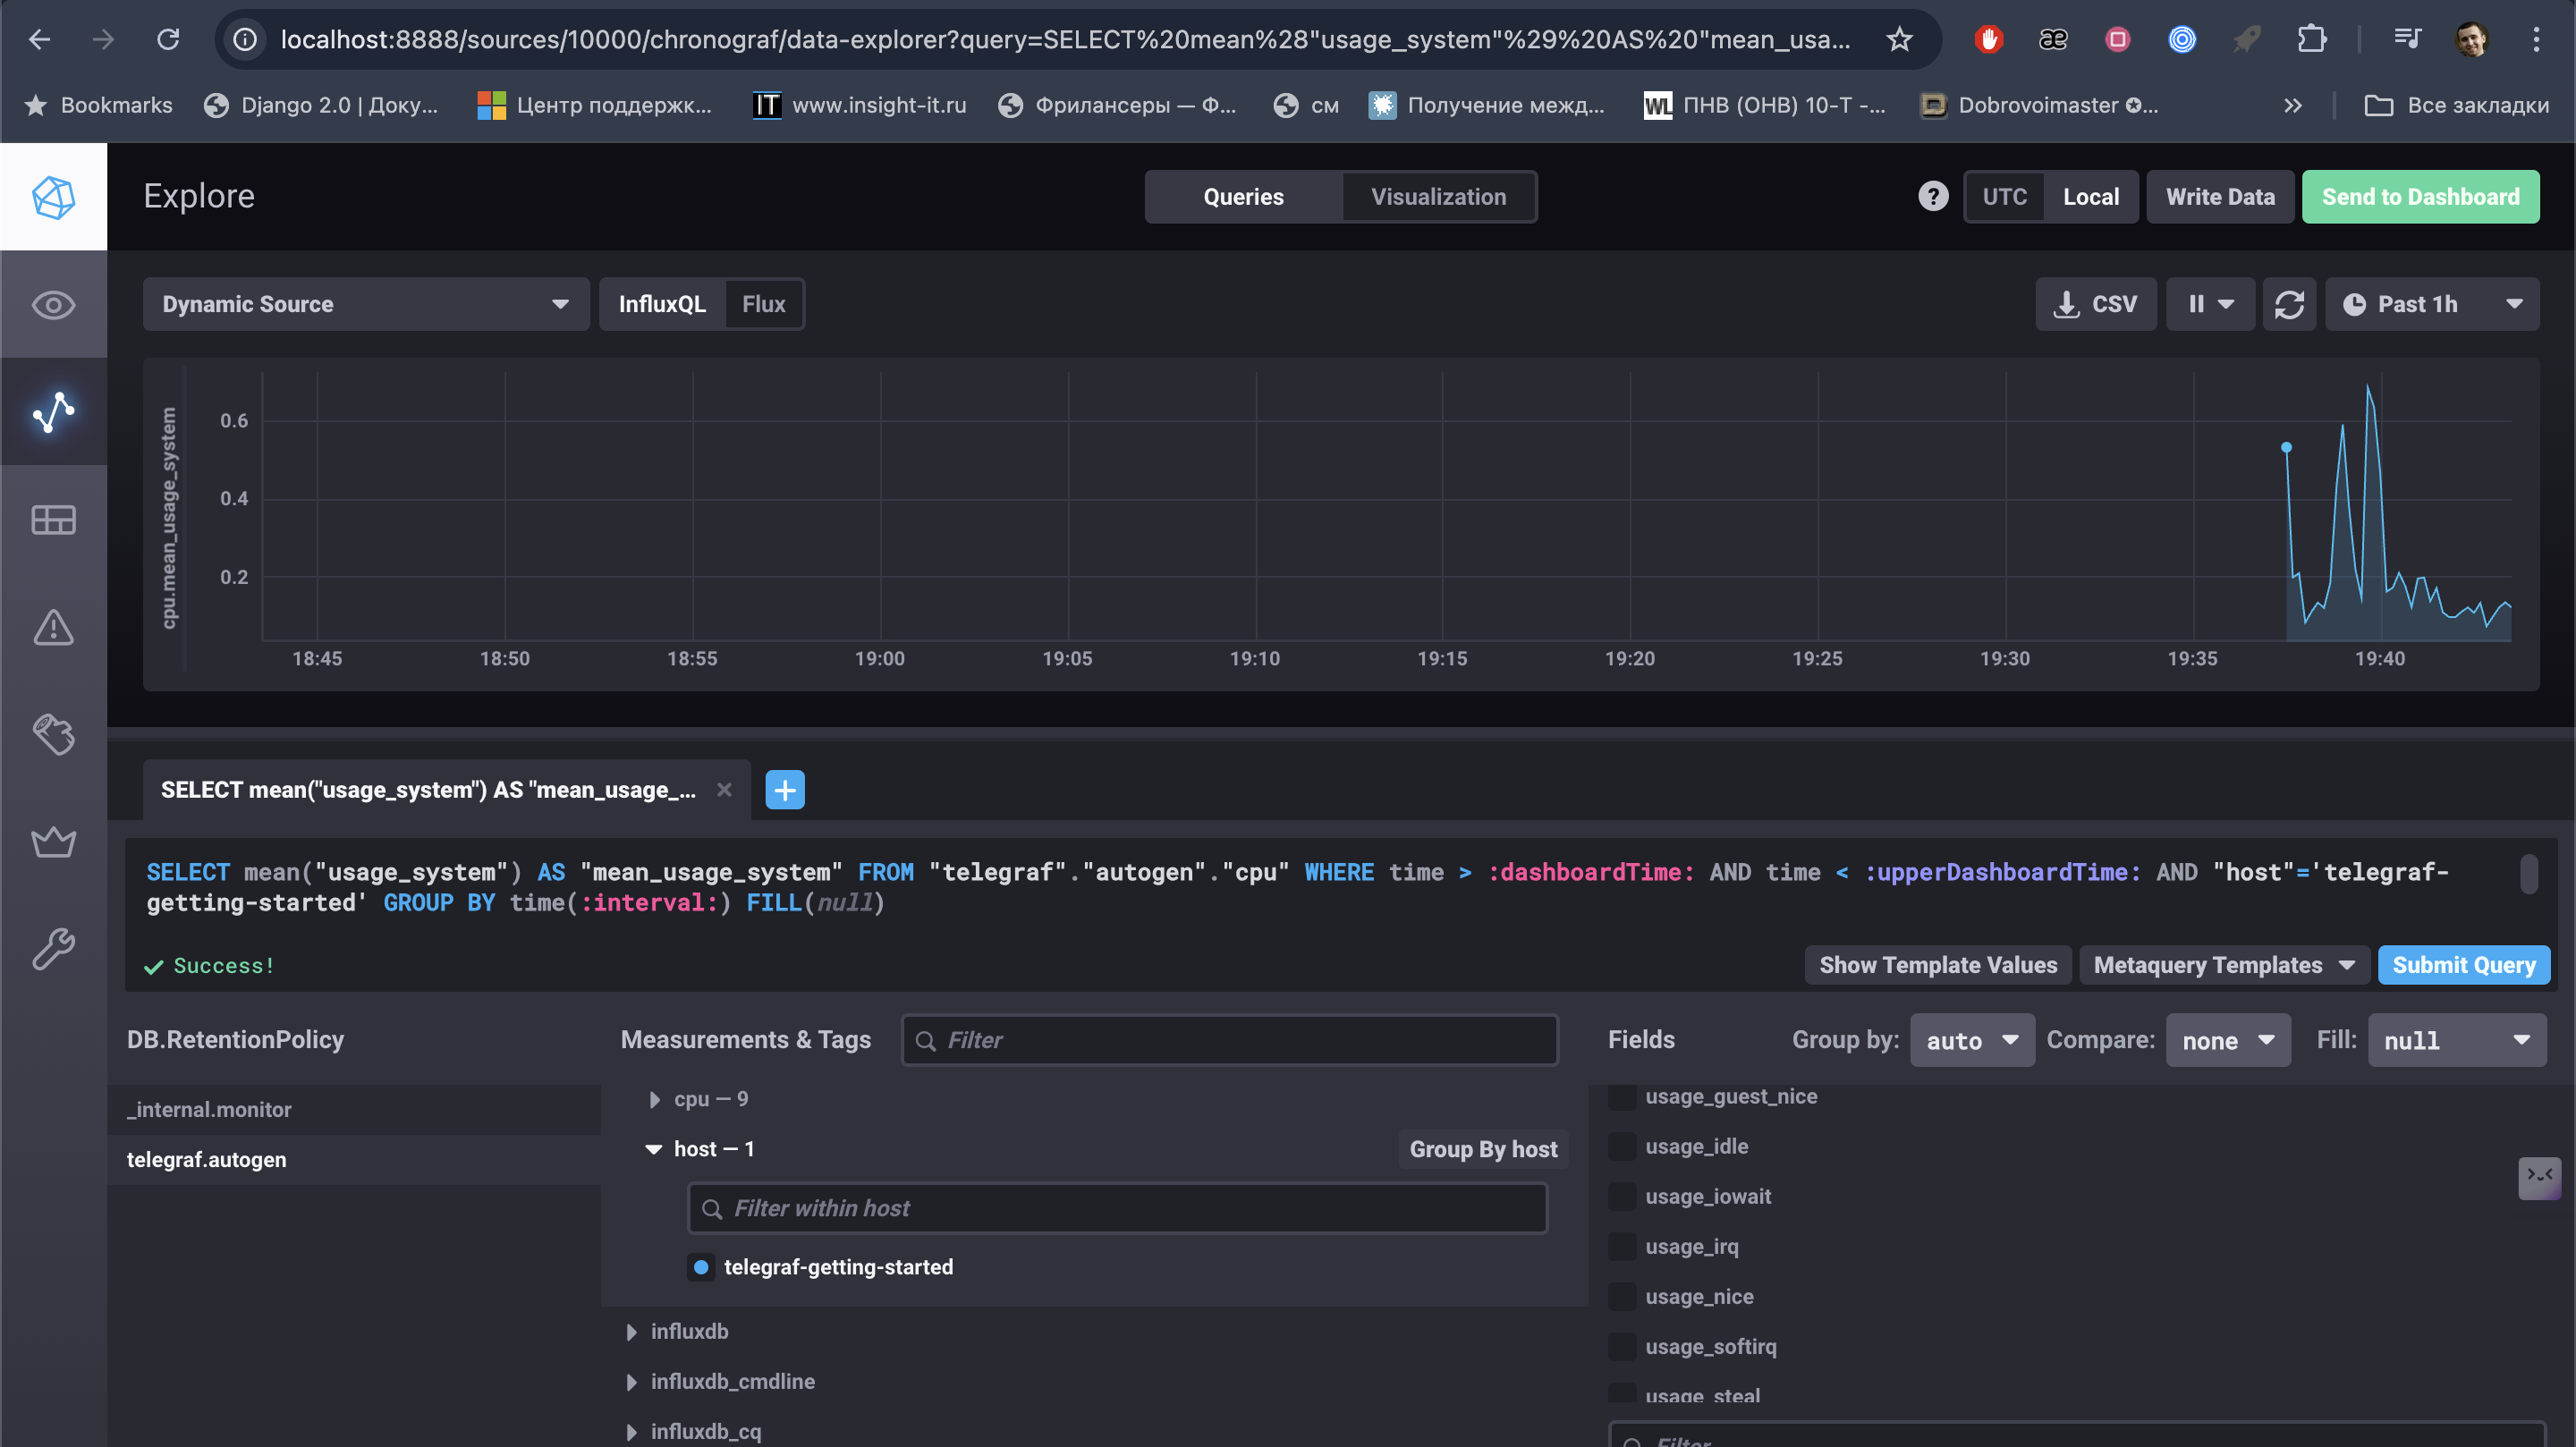 localhost:8888/sources/10000/chronograf/data-explorer?query=SELECT%20mean%28"usage_system"%29%20AS%20"mean_usa...
Bookmarks
Django 2.0 | Доку...
Центр поддержк...
IT www.insight-it.ru
Фрилансеры — Ф...
см
Получение межд...
WL ПНВ (ОНВ) 10-Т -...
Dobrovoimaster ✪...
»
Все закладки
Explore
Queries
Visualization
?
UTC
Local
Write Data
Send to Dashboard
Dynamic Source
InfluxQL
Flux
CSV
Past 1h
cpu.mean_usage_system
0.6
0.4
0.2
18:45 18:50 18:55 19:00 19:05 19:10 19:15 19:20 19:25 19:30 19:35 19:40
SELECT mean("usage_system") AS "mean_usage_...
SELECT mean("usage_system") AS "mean_usage_system" FROM "telegraf"."autogen"."cpu" WHERE time > :dashboardTime: AND time < :upperDashboardTime: AND "host"='telegraf-
getting-started' GROUP BY time(:interval:) FILL(null)
Success!
Show Template Values
Metaquery Templates
Submit Query
DB.RetentionPolicy
_internal.monitor
telegraf.autogen
Measurements & Tags
Filter
cpu — 9
host — 1
Group By host
Filter within host
telegraf-getting-started
influxdb
influxdb_cmdline
influxdb_cq
Fields
Group by: auto
Compare: none
Fill: null
usage_guest_nice
usage_idle
usage_iowait
usage_irq
usage_nice
usage_softirq
usage_steal
Filter